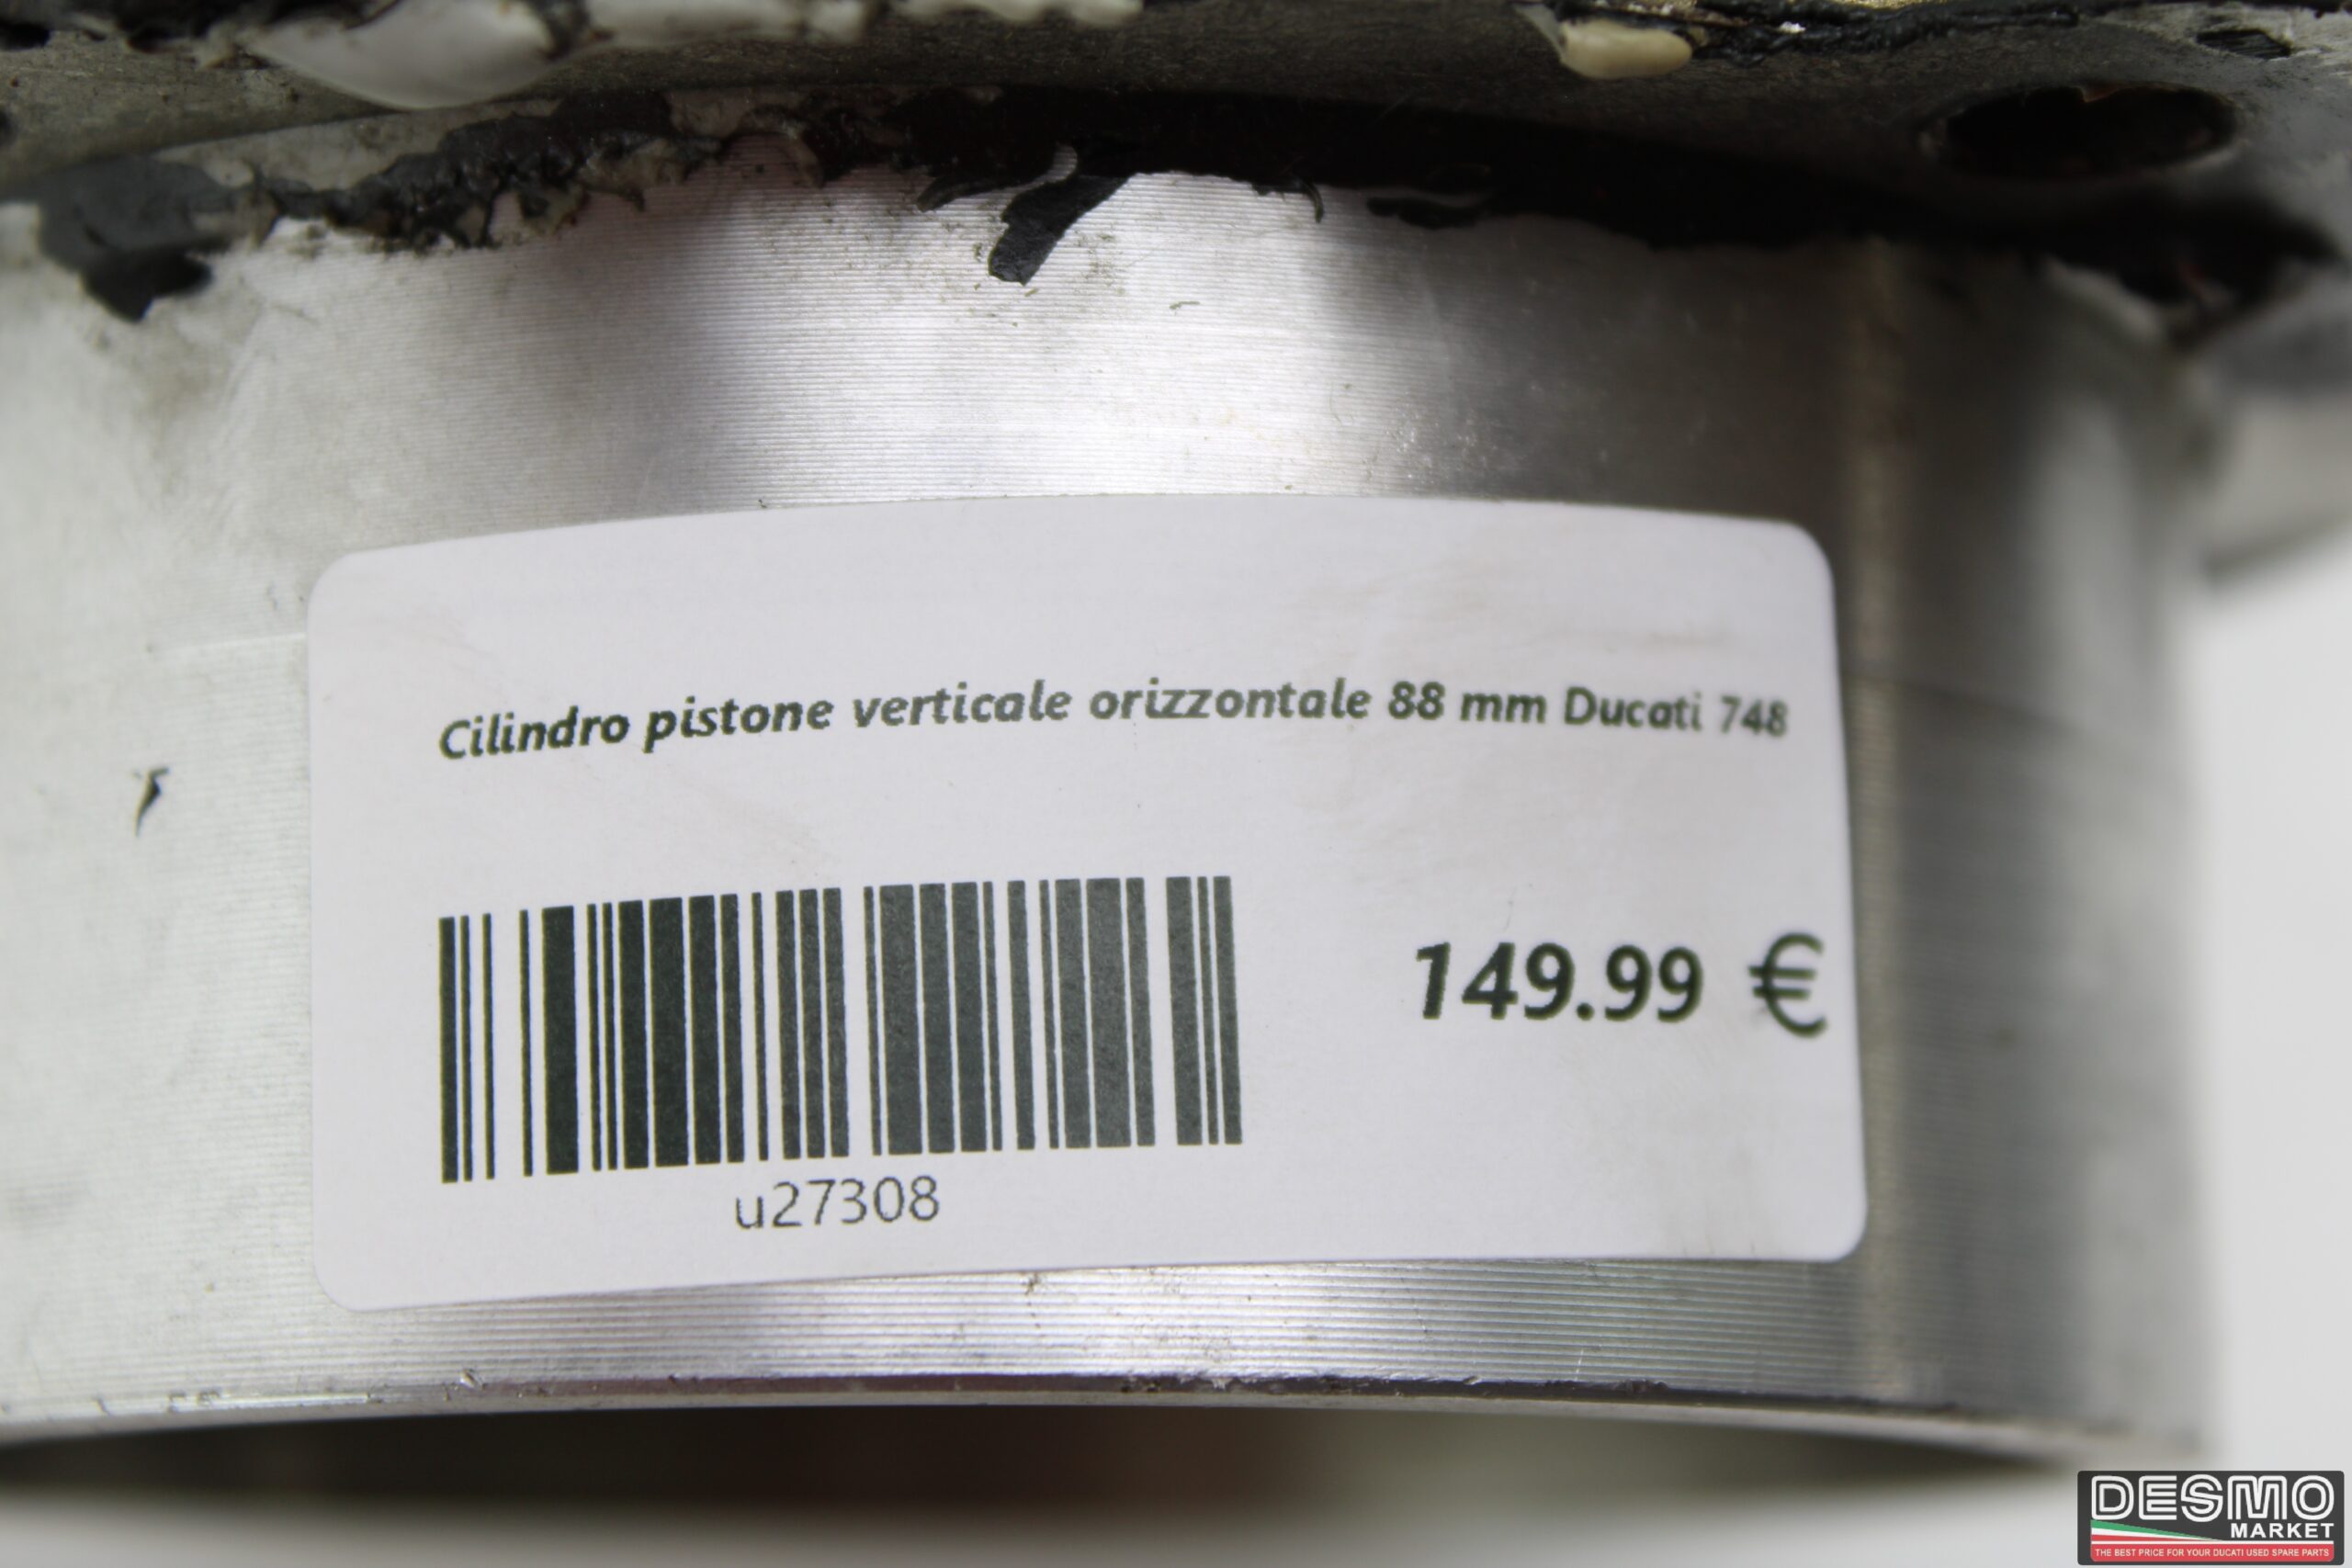 Cilindro pistone verticale orizzontale 88 mm Ducati 748
149.99 €
u27308
DESMO
MARKET
THE BEST PRICE FOR YOUR DUCATI USED SPARE PARTS